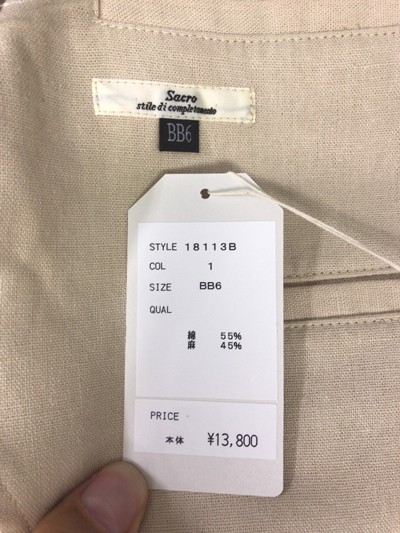 Sacro
stile di completamento
BB6
STYLE 18113B
COL 1
SIZE BB6
QUAL
綿 55%
麻 45%
PRICE
本体 ¥13,800